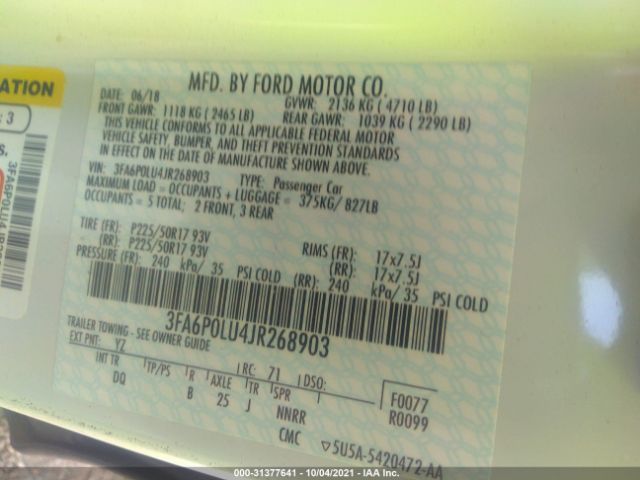 ATION
: 3
S.
3FA6P0LU4JR26
MFD. BY FORD MOTOR CO.
DATE: 06/18 GVWR: 2136 KG ( 4710 LB)
FRONT GAWR: 1118 KG ( 2465 LB) REAR GAWR: 1039 KG ( 2290 LB)
THIS VEHICLE CONFORMS TO ALL APPLICABLE FEDERAL MOTOR
VEHICLE SAFETY, BUMPER, AND THEFT PREVENTION STANDARDS
IN EFFECT ON THE DATE OF MANUFACTURE SHOWN ABOVE.
VIN: 3FA6P0LU4JR268903 TYPE: Passenger Car
MAXIMUM LOAD = OCCUPANTS + LUGGAGE = 375KG/ 827LB
OCCUPANTS = 5 TOTAL; 2 FRONT, 3 REAR
TIRE (FR): P225/50R17 93V RIMS (FR): 17x7.5J
(RR): P225/50R17 93V (RR): 17x7.5J
PRESSURE (FR): 240 kPa/ 35 PSI COLD (RR): 240 kPa/ 35 PSI COLD
3FA6P0LU4JR268903
TRAILER TOWING - SEE OWNER GUIDE
EXT PNT: YZ RC: 71 DSO: F0077
INT TR TP/PS R AXLE TR SPR R0099
DQ B 25 J NNRR
CMC ▽5U5A-5420472-AA
000-31377641 - 10/04/2021 - IAA Inc.